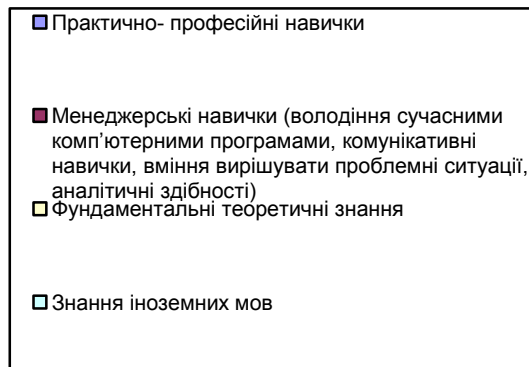 Практично- професійні навички
Менеджерські навички (володіння сучасними
комп’ютерними програмами, комунікативні
навички, вміння вирішувати проблемні ситуації,
аналітичні здібності)
Фундаментальні теоретичні знання
Знання іноземних мов